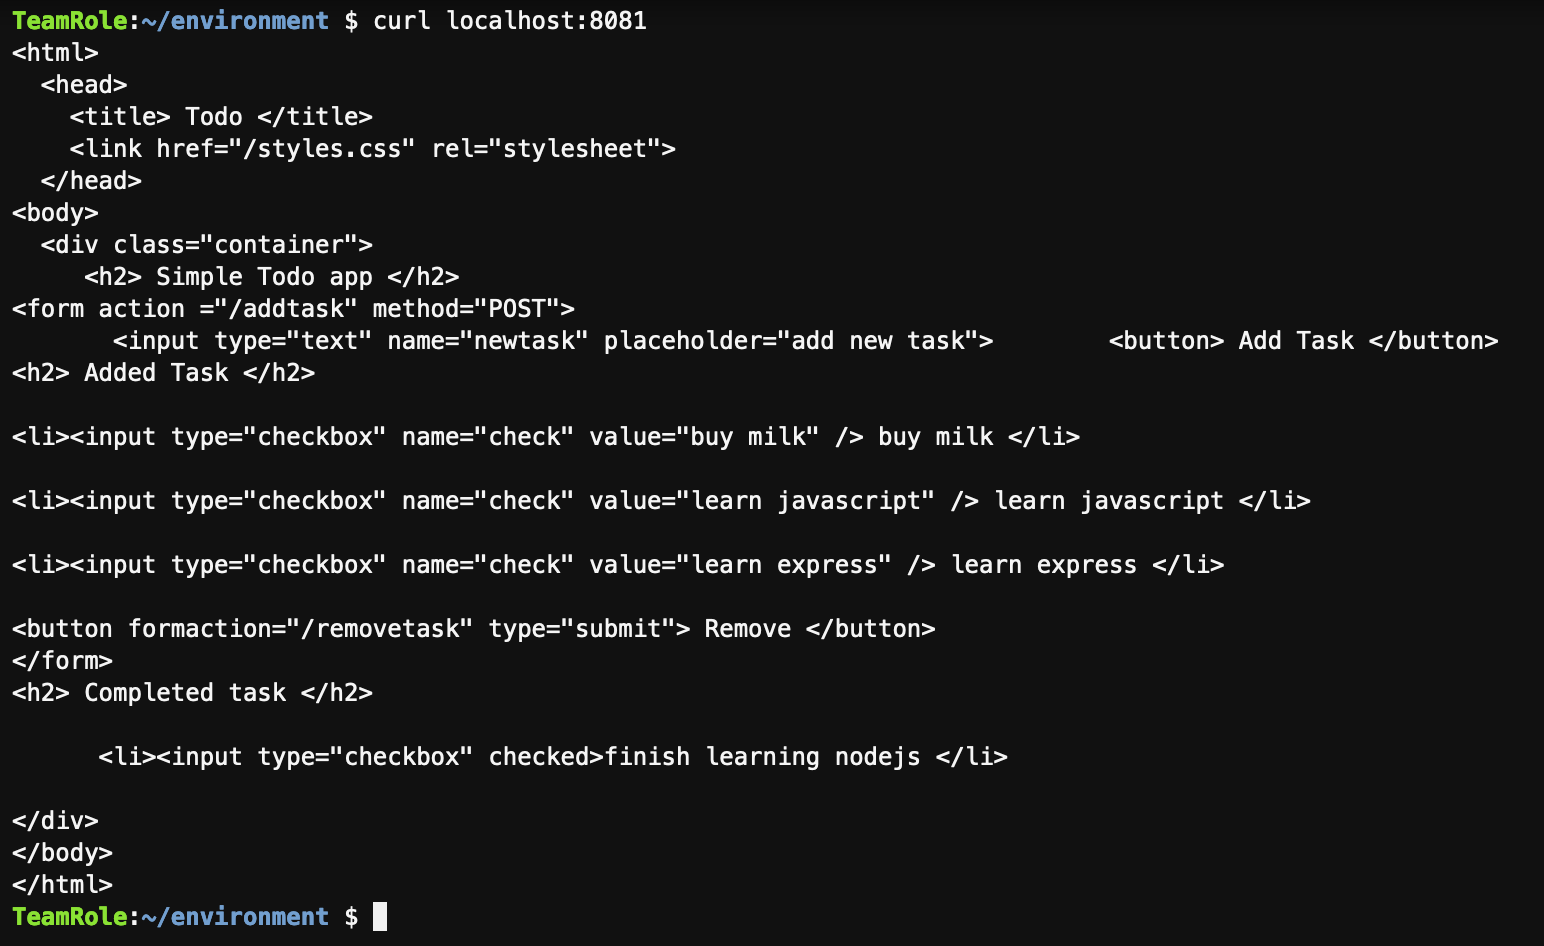 TeamRole:~/environment $ curl localhost:8081
<html>
  <head>
    <title> Todo </title>
    <link href="/styles.css" rel="stylesheet">
  </head>
<body>
  <div class="container">
     <h2> Simple Todo app </h2>
<form action ="/addtask" method="POST">
       <input type="text" name="newtask" placeholder="add new task">        <button> Add Task </button>
<h2> Added Task </h2>

<li><input type="checkbox" name="check" value="buy milk" /> buy milk </li>

<li><input type="checkbox" name="check" value="learn javascript" /> learn javascript </li>

<li><input type="checkbox" name="check" value="learn express" /> learn express </li>

<button formaction="/removetask" type="submit"> Remove </button>
</form>
<h2> Completed task </h2>

      <li><input type="checkbox" checked>finish learning nodejs </li>

</div>
</body>
</html>
TeamRole:~/environment $